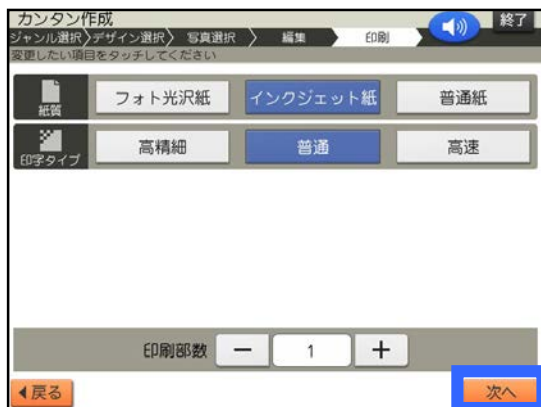 カンタン作成
終了
ジャンル選択〉デザイン選択〉 写真選択 〉 編集 印刷
変更したい項目をタッチしてください
紙質 フォト光沢紙 インクジェット紙 普通紙
印字タイプ 高精細 普通 高速
印刷部数 － 1 ＋
戻る 次へ